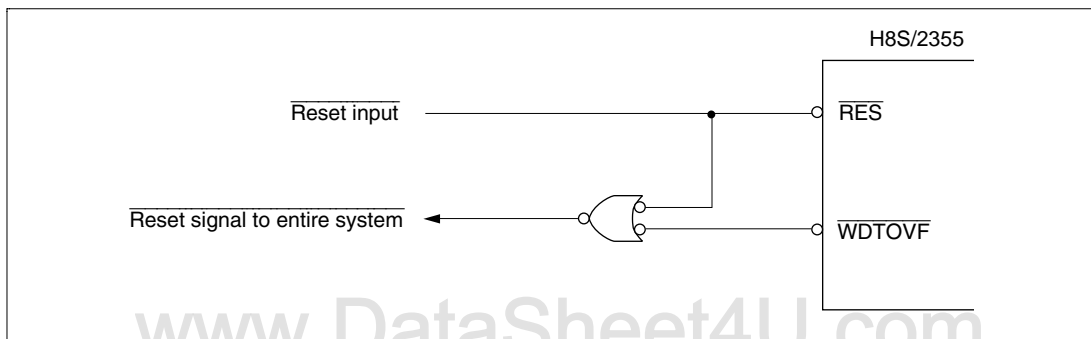 H8S/2355
Reset input
RES
Reset signal to entire system
WDTOVF
www.DataSheet4U.com